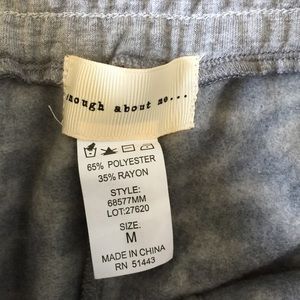 enough about me...
65% POLYESTER
35% RAYON
STYLE:
68577MM
LOT:27620
SIZE:
M
MADE IN CHINA
RN 51443